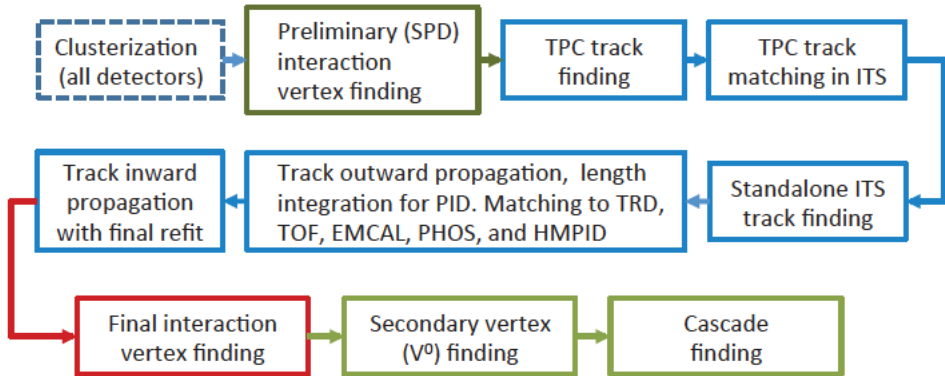 Clusterization
(all detectors)
Preliminary (SPD)
interaction
vertex finding
TPC track
finding
TPC track
matching in ITS
Track inward
propagation
with final refit
Track outward propagation, length
integration for PID. Matching to TRD,
TOF, EMCAL, PHOS, and HMPID
Standalone ITS
track finding
Final interaction
vertex finding
Secondary vertex
(V⁰) finding
Cascade
finding